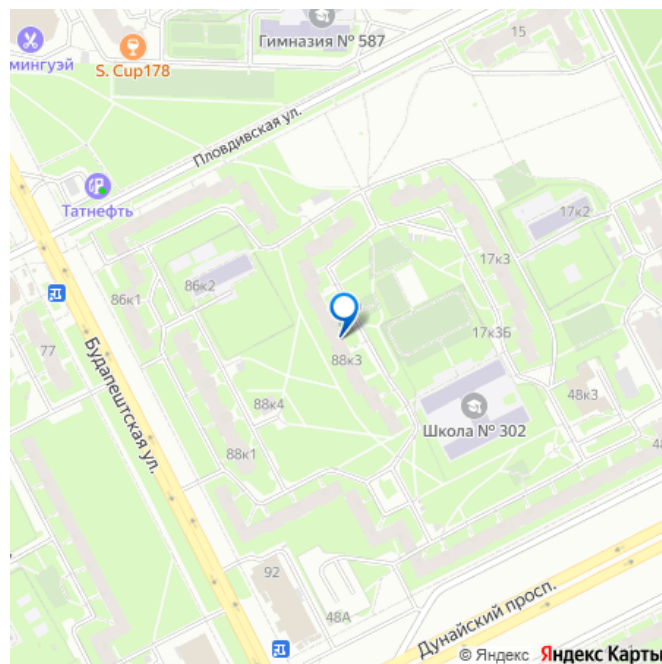 Гимназия № 587
15
мингуэй
S. Cup178
Пловдивская ул.
Татнефть
17к2
17к3
86к2
86к1
77
88к3
17к3Б
48к3
88к4
Школа № 302
Будапештская ул.
88к1
92
48А
Дунайский просп.
© Яндекс Яндекс Карты